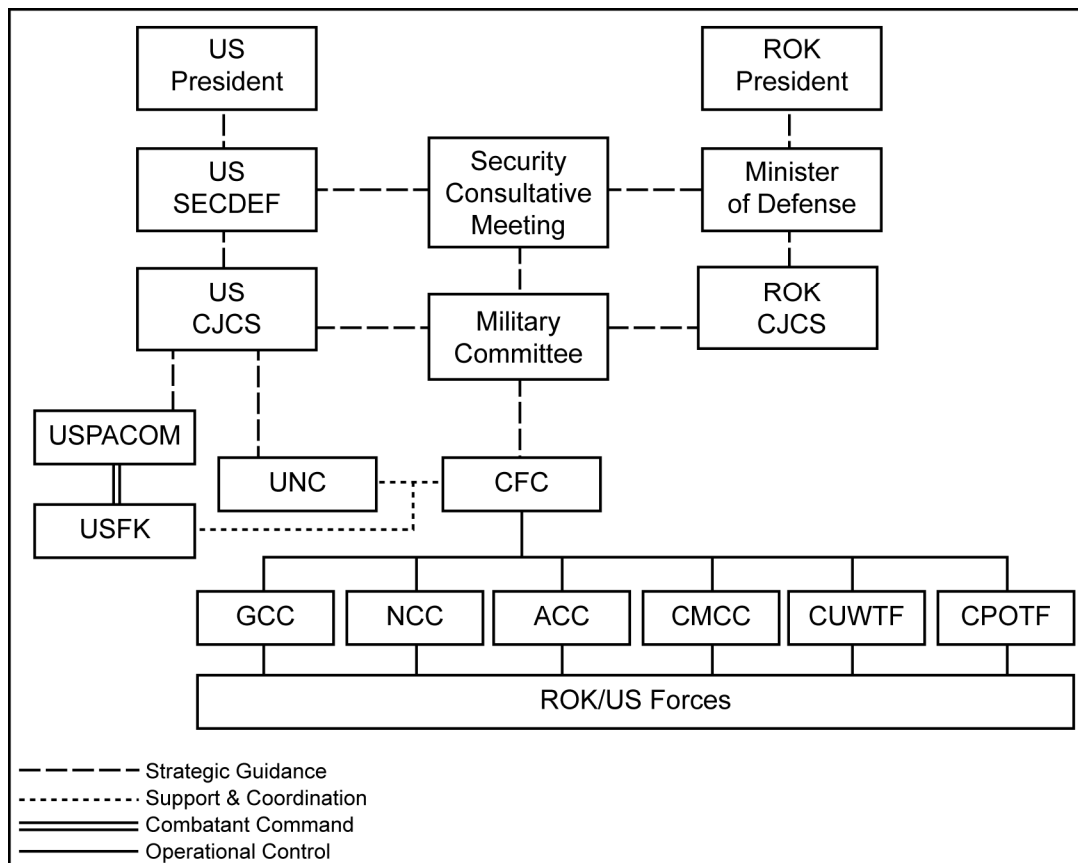 US
President
ROK
President
US
SECDEF
Security
Consultative
Meeting
Minister
of Defense
US
CJCS
Military
Committee
ROK
CJCS
USPACOM
UNC
CFC
USFK
GCC
NCC
ACC
CMCC
CUWTF
CPOTF
ROK/US Forces
Strategic Guidance
Support & Coordination
Combatant Command
Operational Control